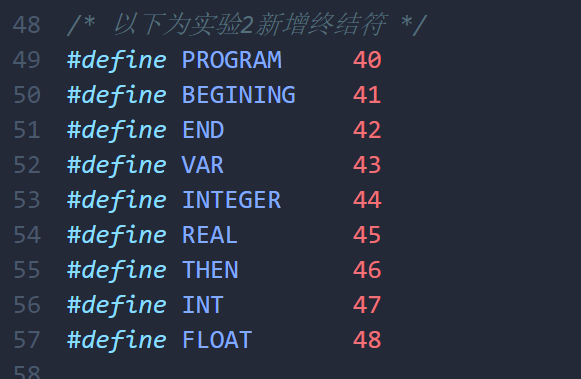 48 /* 以下为实验2新增终结符 */
49 #define PROGRAM 40
50 #define BEGINING 41
51 #define END 42
52 #define VAR 43
53 #define INTEGER 44
54 #define REAL 45
55 #define THEN 46
56 #define INT 47
57 #define FLOAT 48
58